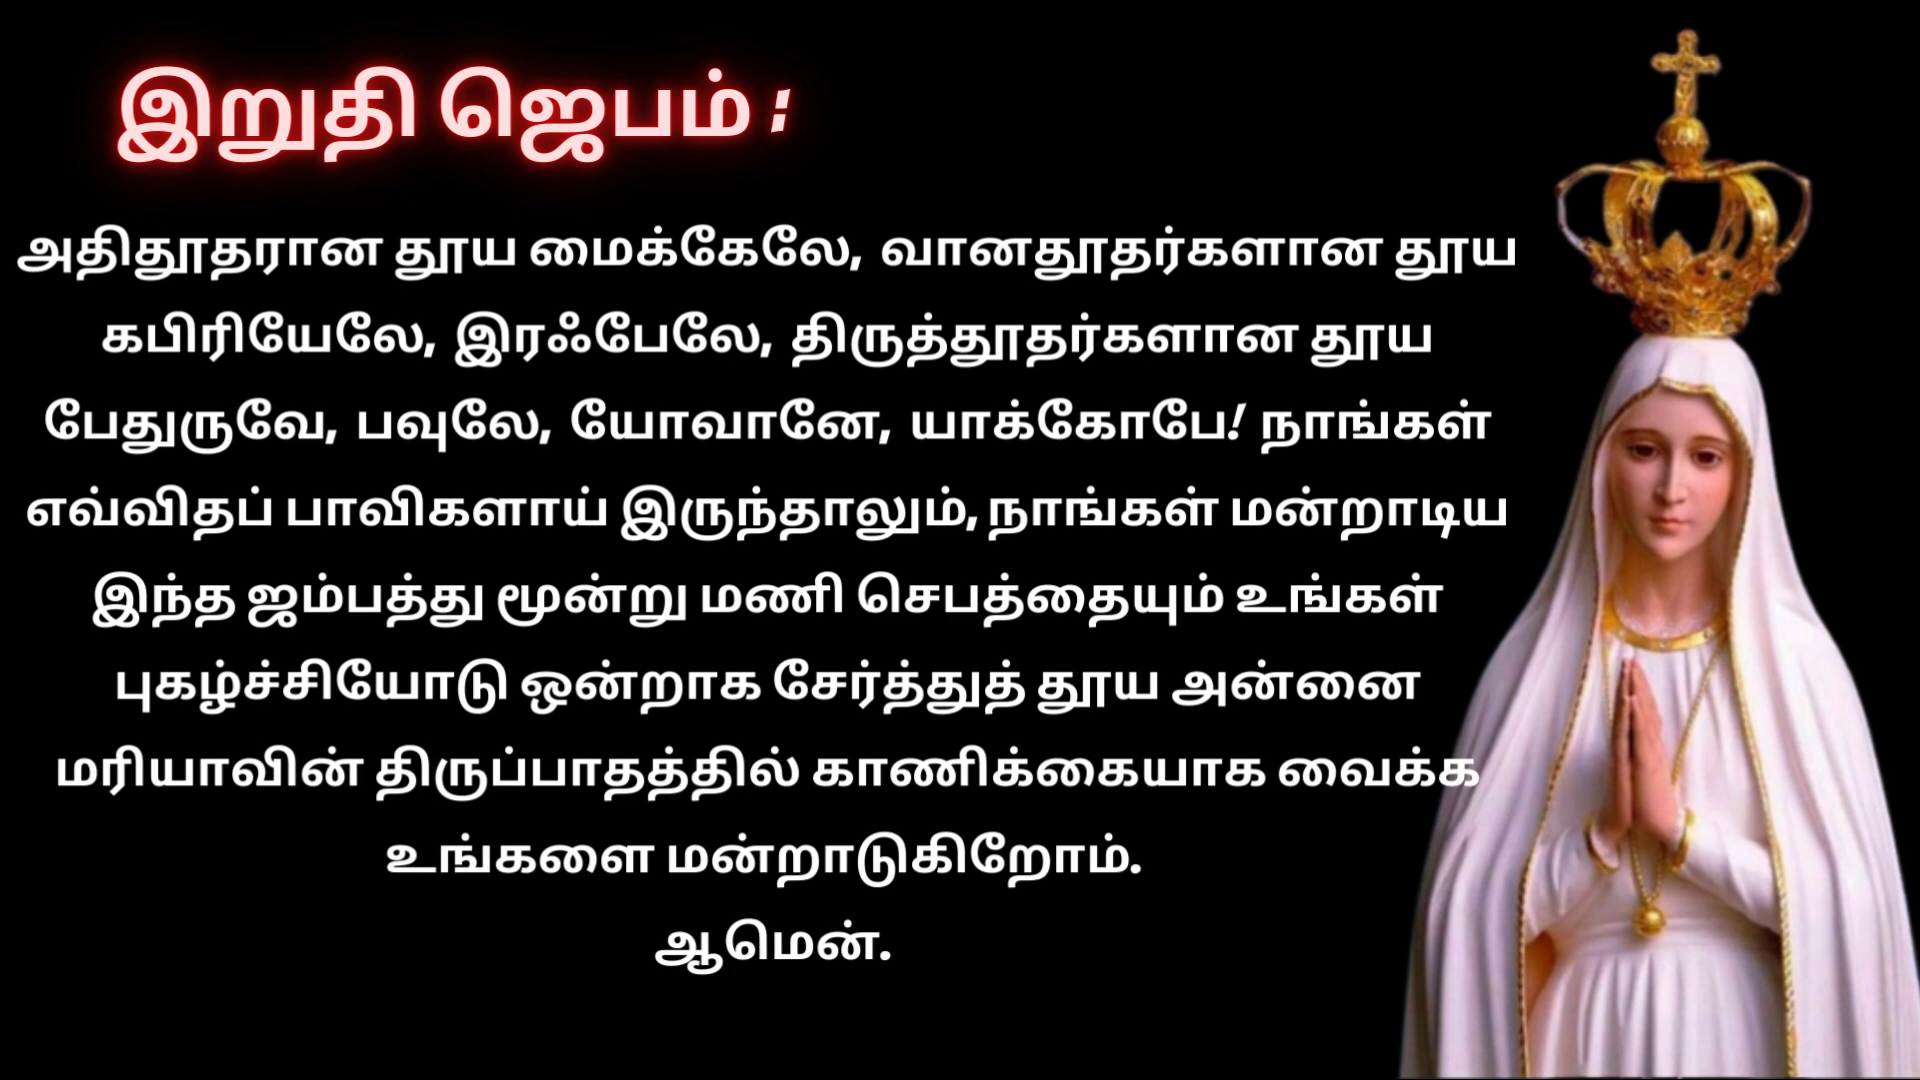 இறுதி ஜெபம் :
அதிதூதரான தூய மைக்கேலே, வானதூதர்களான தூய
கபிரியேலே, இரஃபேலே, திருத்தூதர்களான தூய
பேதுருவே, பவுலே, யோவானே, யாக்கோபே! நாங்கள்
எவ்விதப் பாவிகளாய் இருந்தாலும், நாங்கள் மன்றாடிய
இந்த ஜம்பத்து மூன்று மணி செபத்தையும் உங்கள்
புகழ்ச்சியோடு ஒன்றாக சேர்த்துத் தூய அன்னை
மரியாவின் திருப்பாதத்தில் காணிக்கையாக வைக்க
உங்களை மன்றாடுகிறோம்.
ஆமென்.